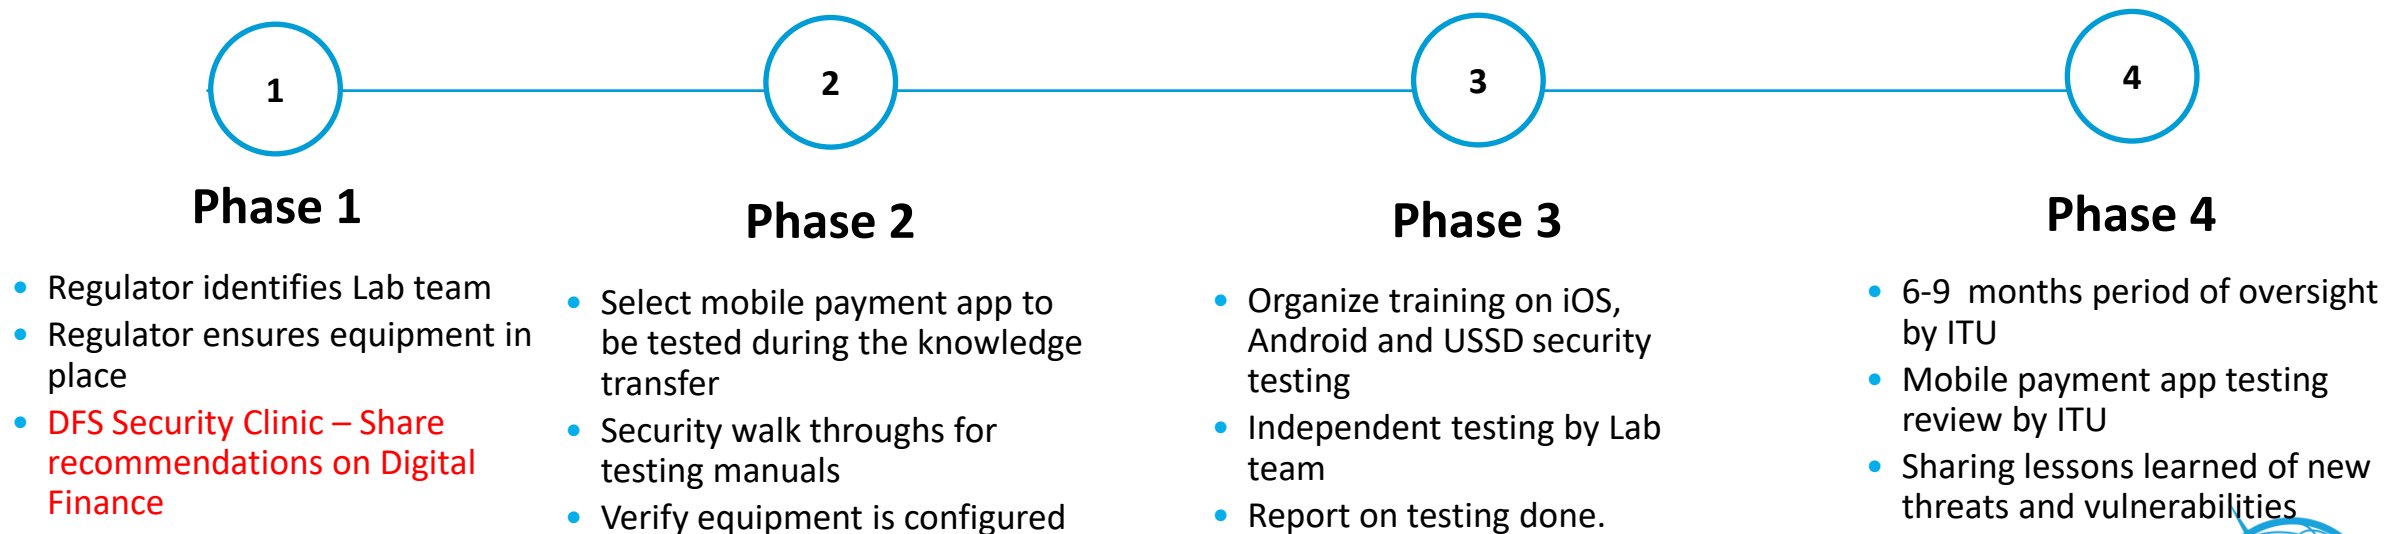 1
2
3
4
Phase 1
• Regulator identifies Lab team
• Regulator ensures equipment in
place
• DFS Security Clinic – Share
recommendations on Digital
Finance
Phase 2
• Select mobile payment app to
be tested during the knowledge
transfer
• Security walk throughs for
testing manuals
• Verify equipment is configured
Phase 3
• Organize training on iOS,
Android and USSD security
testing
• Independent testing by Lab
team
• Report on testing done.
Phase 4
• 6-9  months period of oversight
by ITU
• Mobile payment app testing
review by ITU
• Sharing lessons learned of new
threats and vulnerabilities